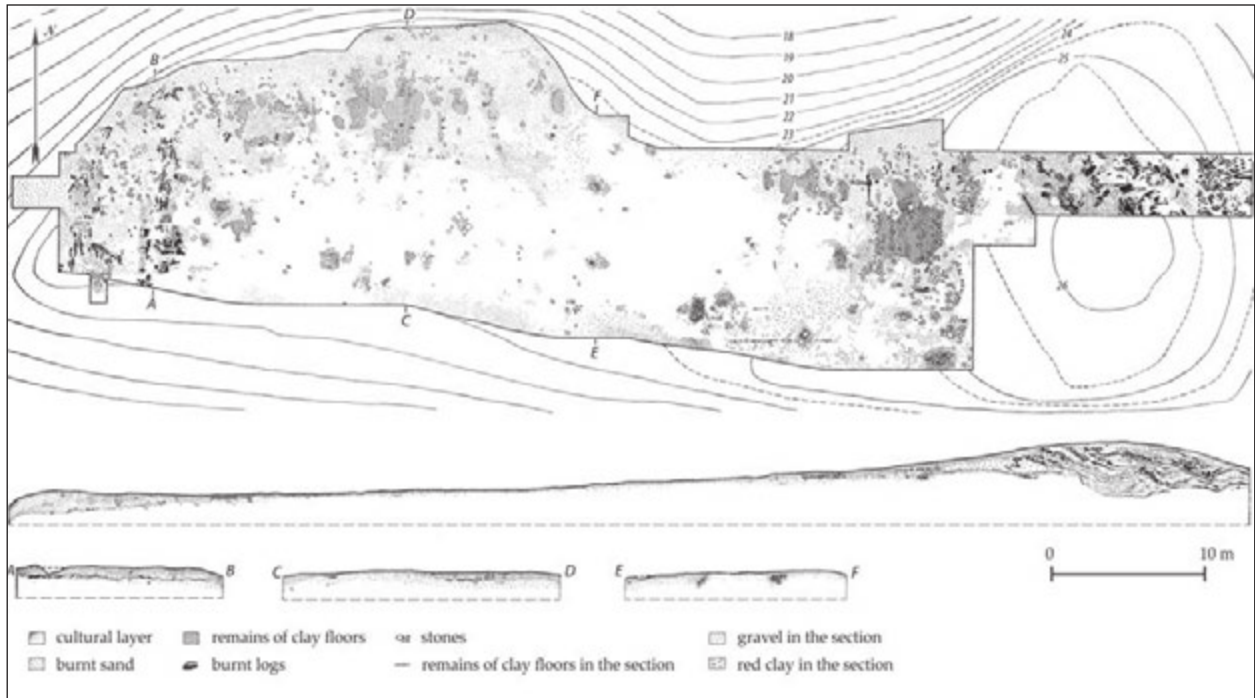 N
D
B
F
18
19
20
21
22
23
24
25
26
A
C
E
A B C D E F
0 10 m
cultural layer remains of clay floors stones gravel in the section
burnt sand burnt logs remains of clay floors in the section red clay in the section